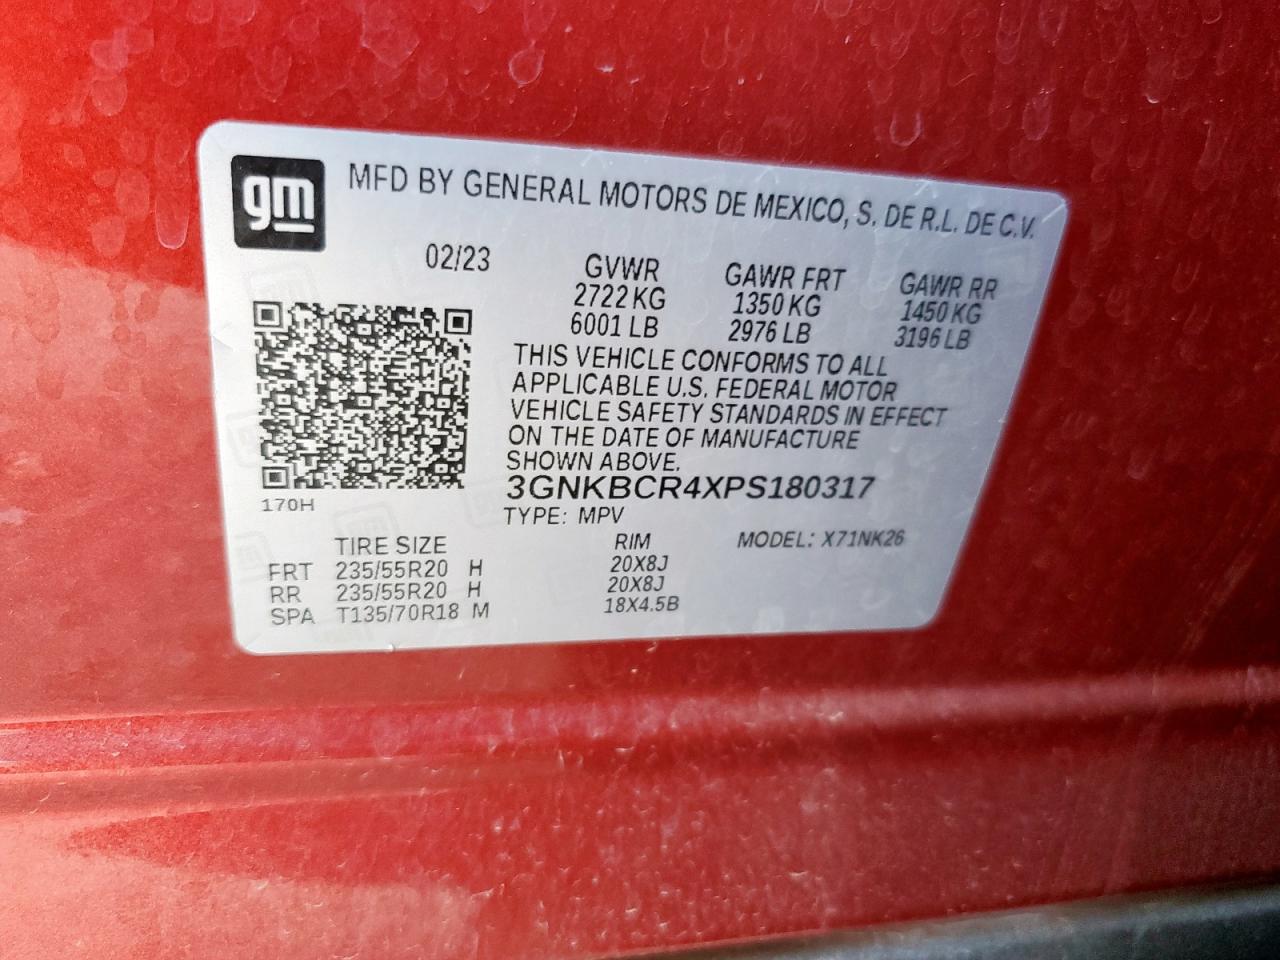 gm
MFD BY GENERAL MOTORS DE MEXICO, S. DE R.L. DE C.V.
02/23 GVWR GAWR FRT GAWR RR
2722 KG 1350 KG 1450 KG
6001 LB 2976 LB 3196 LB
THIS VEHICLE CONFORMS TO ALL
APPLICABLE U.S. FEDERAL MOTOR
VEHICLE SAFETY STANDARDS IN EFFECT
ON THE DATE OF MANUFACTURE
SHOWN ABOVE.
3GNKBCR4XPS180317
170H
TYPE: MPV
TIRE SIZE RIM MODEL: X71NK26
FRT 235/55R20 H 20X8J
RR 235/55R20 H 20X8J
SPA T135/70R18 M 18X4.5B